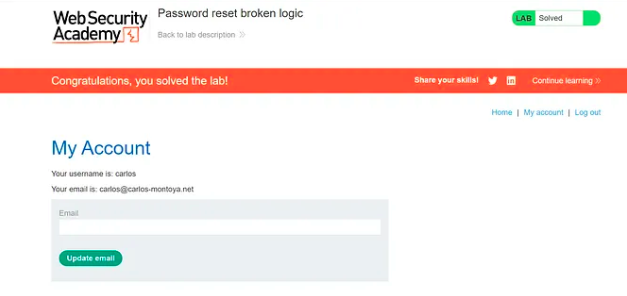 Web Security
Academy
Password reset broken logic
Back to lab description
LAB Solved
Congratulations, you solved the lab!
Share your skills!
Continue learning
Home | My account | Log out
My Account
Your username is: carlos
Your email is: carlos@carlos-montoya.net
Email
Update email